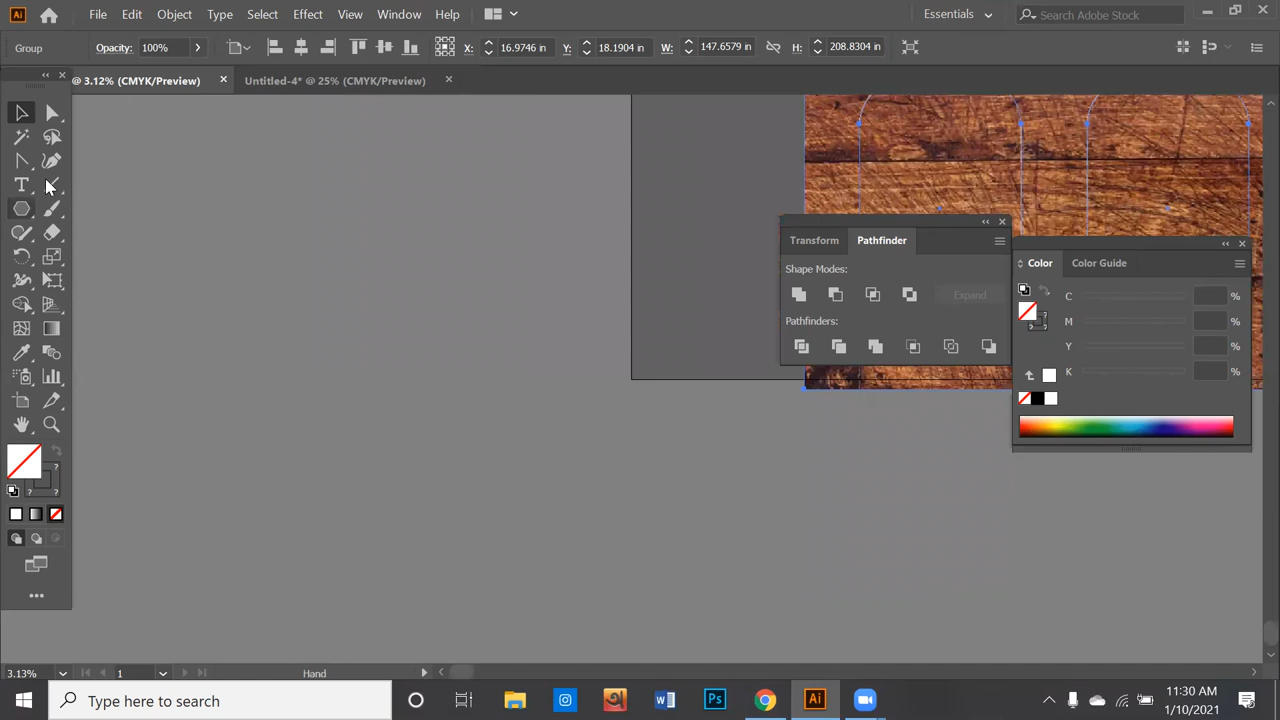 Ai File Edit Object Type Select Effect View Window Help Essentials Search Adobe Stock
Group Opacity: 100% X: 16.9746 in Y: 18.1904 in W: 147.6579 in H: 208.8304 in
@ 3.12% (CMYK/Preview) Untitled-4* @ 25% (CMYK/Preview)
Transform Pathfinder
Shape Modes:
Expand
Pathfinders:
Color Color Guide
C %
M %
Y %
K %
T
? ? ?
3.13% 1 Hand
Type here to search Ps Ai
11:30 AM
1/10/2021